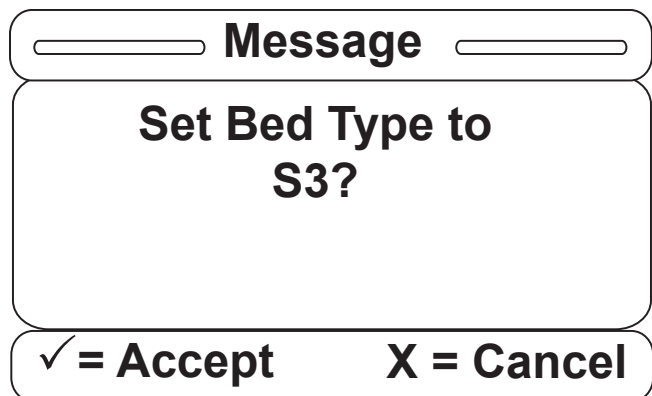 Message
Set Bed Type to
S3?
✓= Accept X = Cancel